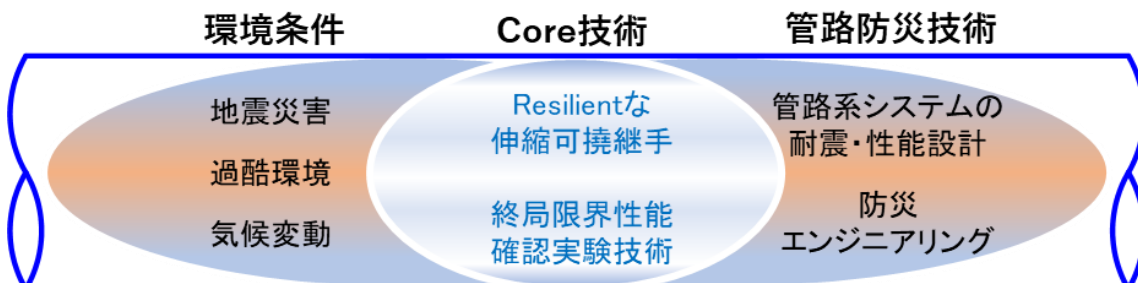 環境条件
Core技術
管路防災技術
地震災害
過酷環境
気候変動
Resilientな
伸縮可撓継手
終局限界性能
確認実験技術
管路系システムの
耐震・性能設計
防災
エンジニアリング